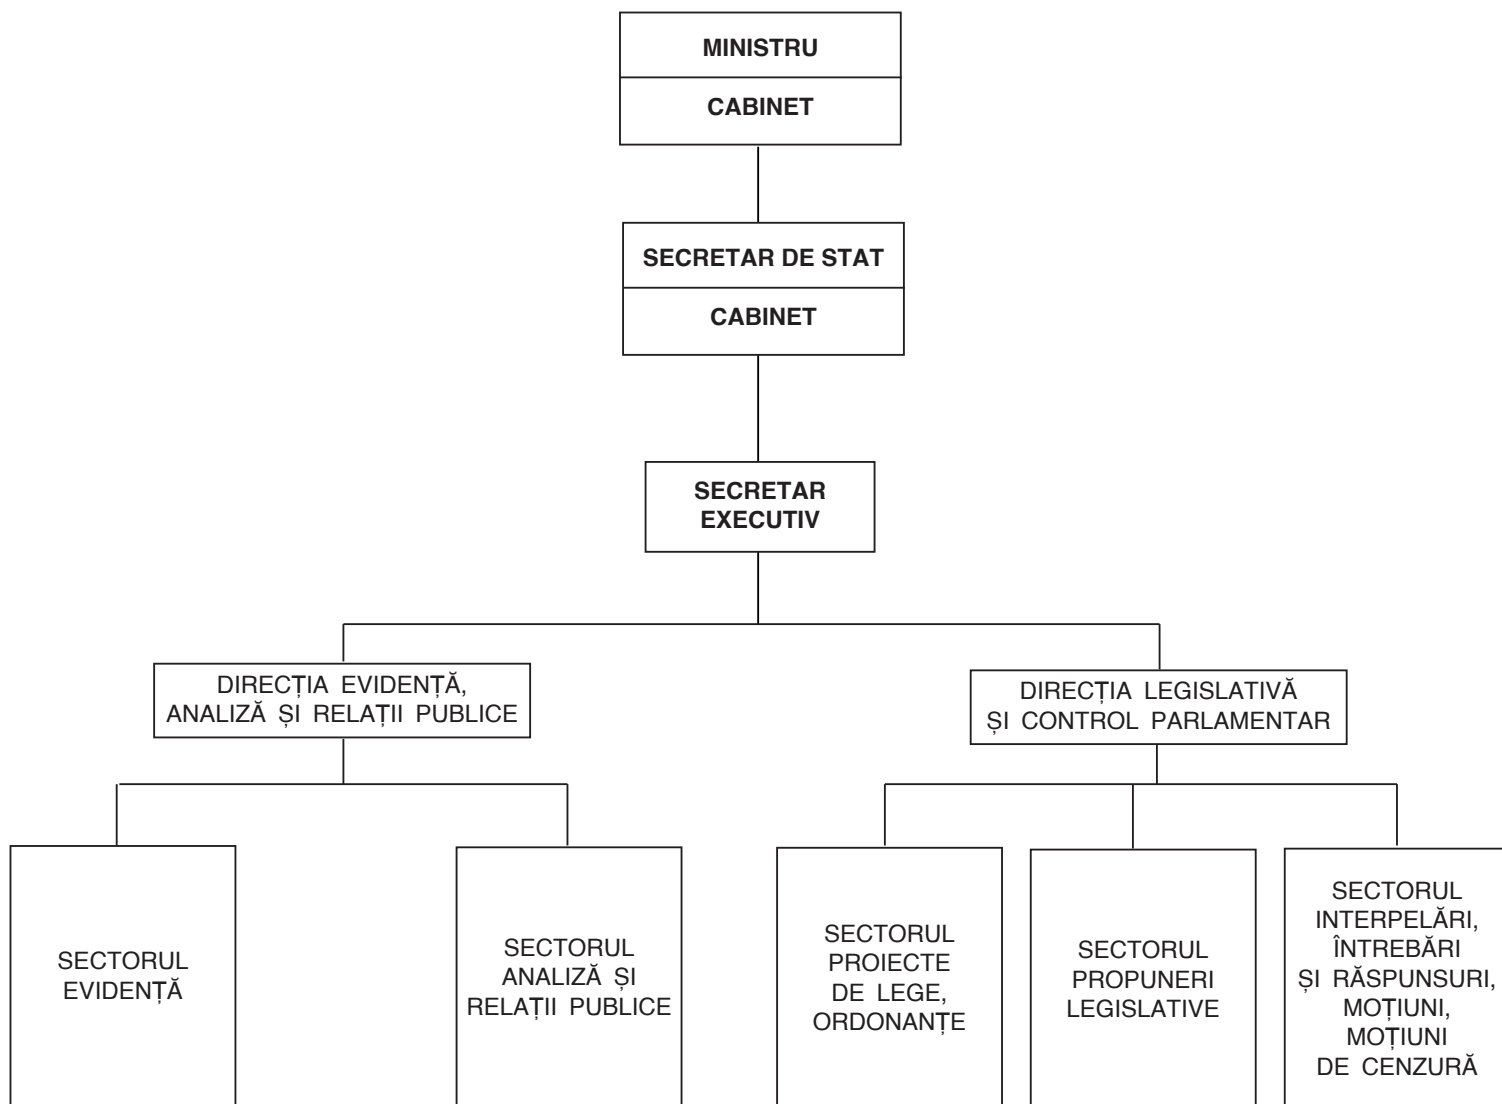 MINISTRU
CABINET
SECRETAR DE STAT
CABINET
SECRETAR
EXECUTIV
DIRECȚIA EVIDENȚĂ,
ANALIZĂ ȘI RELAȚII PUBLICE
DIRECȚIA LEGISLATIVĂ
ȘI CONTROL PARLAMENTAR
SECTORUL
EVIDENȚĂ
SECTORUL
ANALIZĂ ȘI
RELAȚII PUBLICE
SECTORUL
PROIECTE
DE LEGE,
ORDONANȚE
SECTORUL
PROPUNERI
LEGISLATIVE
SECTORUL
INTERPELĂRI,
ÎNTREBĂRI
ȘI RĂSPUNSURI,
MOȚIUNI,
MOȚIUNI
DE CENZURĂ